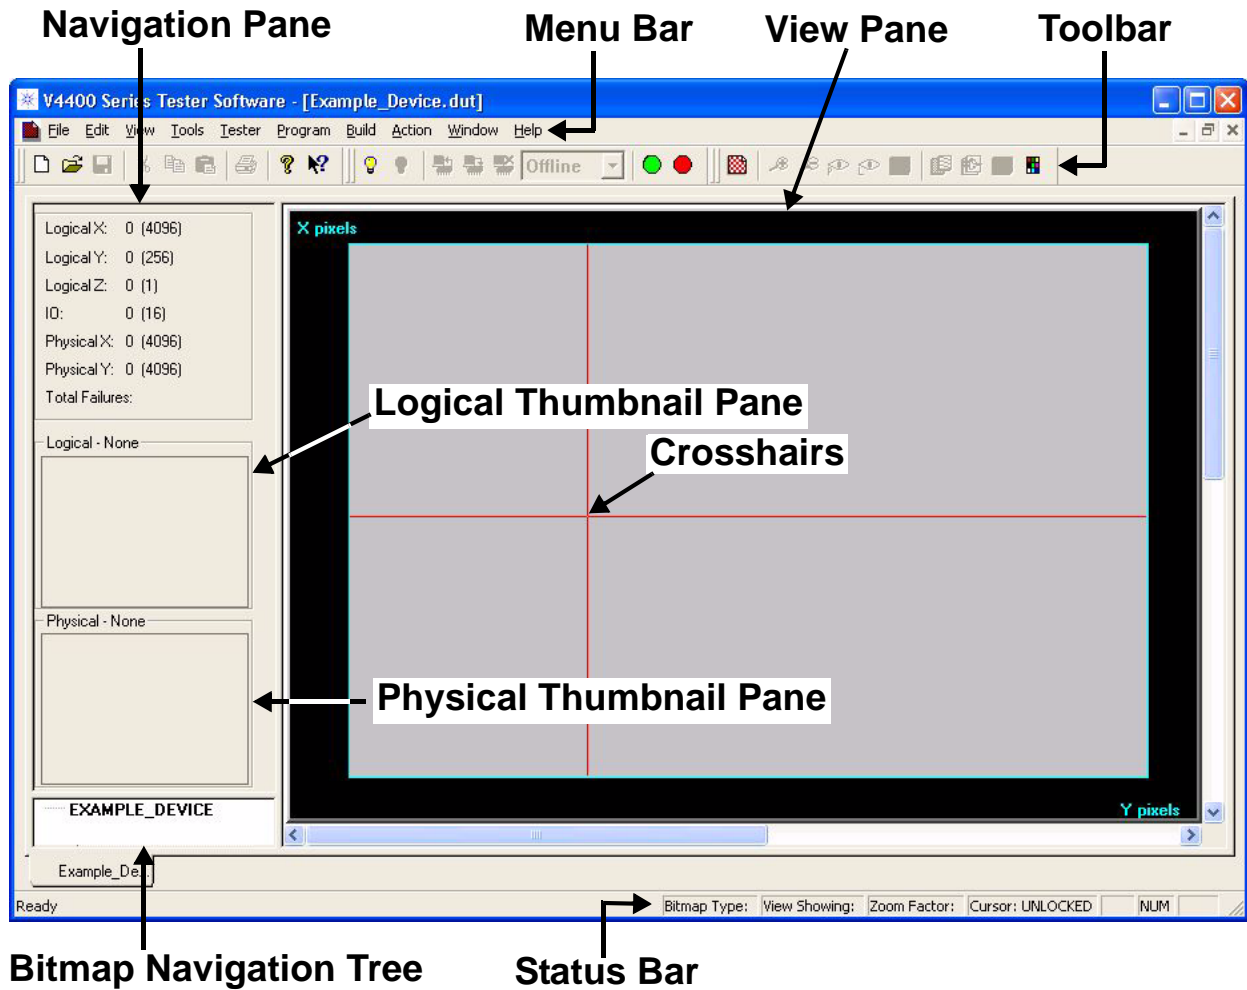 Navigation Pane
Menu Bar
View Pane
Toolbar
V4400 Series Tester Software - [Example_Device.dut]
File Edit View Tools Tester Program Build Action Window Help
Offline
Logical X: 0 (4096)
Logical Y: 0 (256)
Logical Z: 0 (1)
IO: 0 (16)
Physical X: 0 (4096)
Physical Y: 0 (4096)
Total Failures:
X pixels
Logical Thumbnail Pane
Logical - None
Crosshairs
Physical - None
Physical Thumbnail Pane
EXAMPLE_DEVICE
Y pixels
Example_De...
Ready
Bitmap Type: View Showing: Zoom Factor: Cursor: UNLOCKED NUM
Bitmap Navigation Tree
Status Bar